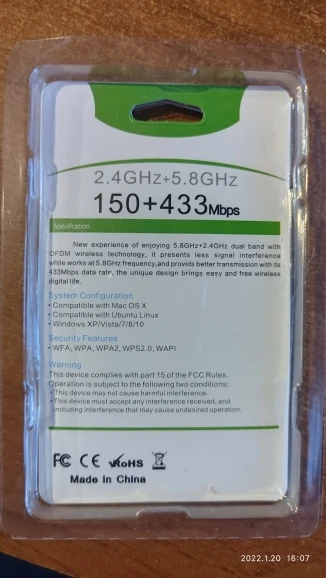 2.4GHz+5.8GHz
150+433Mbps
Specification
New experience of enjoying 5.8GHz+2.4GHz dual band with
OFDM wireless technology, it presents less signal interference
while works at 5.8GHz frequency,and provides better transmission with its
433Mbps data rate, the unique design brings easy and free wireless
digital life.
System Configuration
• Compatible with Mac OS X
• Compatible with Ubuntu Linux
• Windows XP/Vista/7/8/10
Security Features
• WFA, WPA, WPA2, WPS2.0, WAPI
Warning
This device complies with part 15 of the FCC Rules.
Operation is subject to the following two conditions:
• This device may not cause harmful interference.
• This device must accept any interference received, and
including interference that may cause undesired operation.
FC CE RoHS
Made in China
2022.1.20 16:07